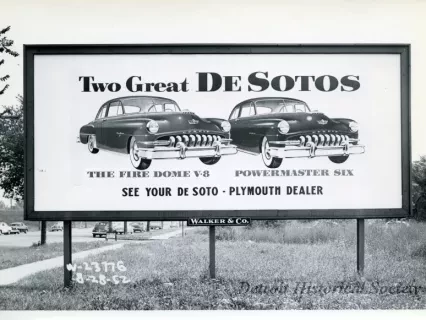 Two Great DE SOTOS
THE FIRE DOME V-8 POWERMASTER SIX
SEE YOUR DE SOTO - PLYMOUTH DEALER
WALKER & CO.
W-23776
8-28-52
Detroit Historical Society